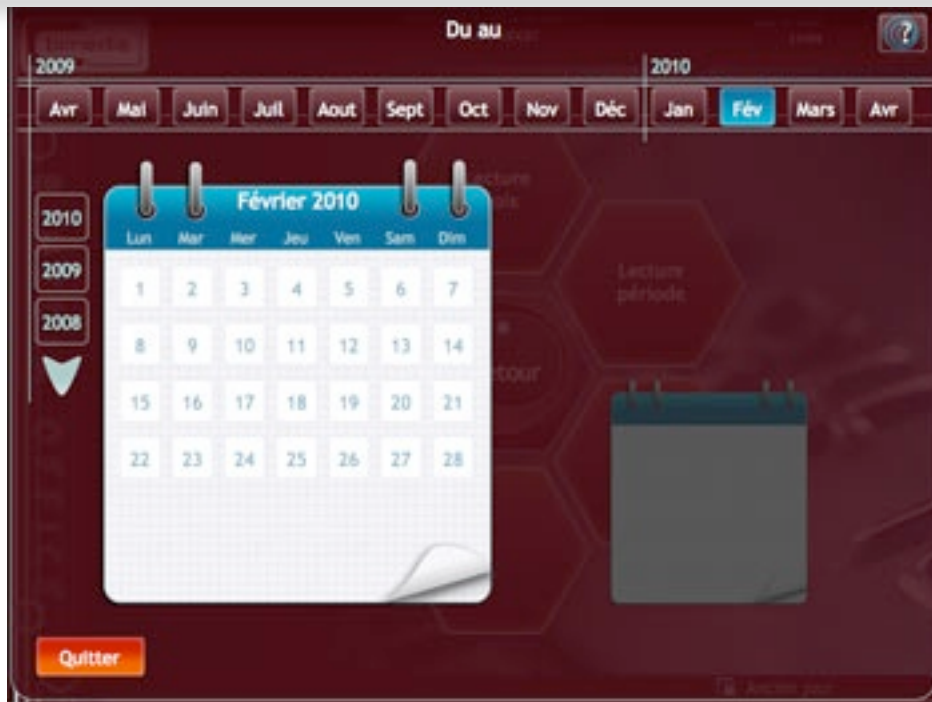 Du au
?
2009 2010
Avr Mai Juin Juil Aout Sept Oct Nov Déc Jan Fév Mars Avr
Février 2010
Lun Mar Mer Jeu Ven Sam Dim
1 2 3 4 5 6 7
8 9 10 11 12 13 14
15 16 17 18 19 20 21
22 23 24 25 26 27 28
2010
2009
2008
Lecture
période
Quitter